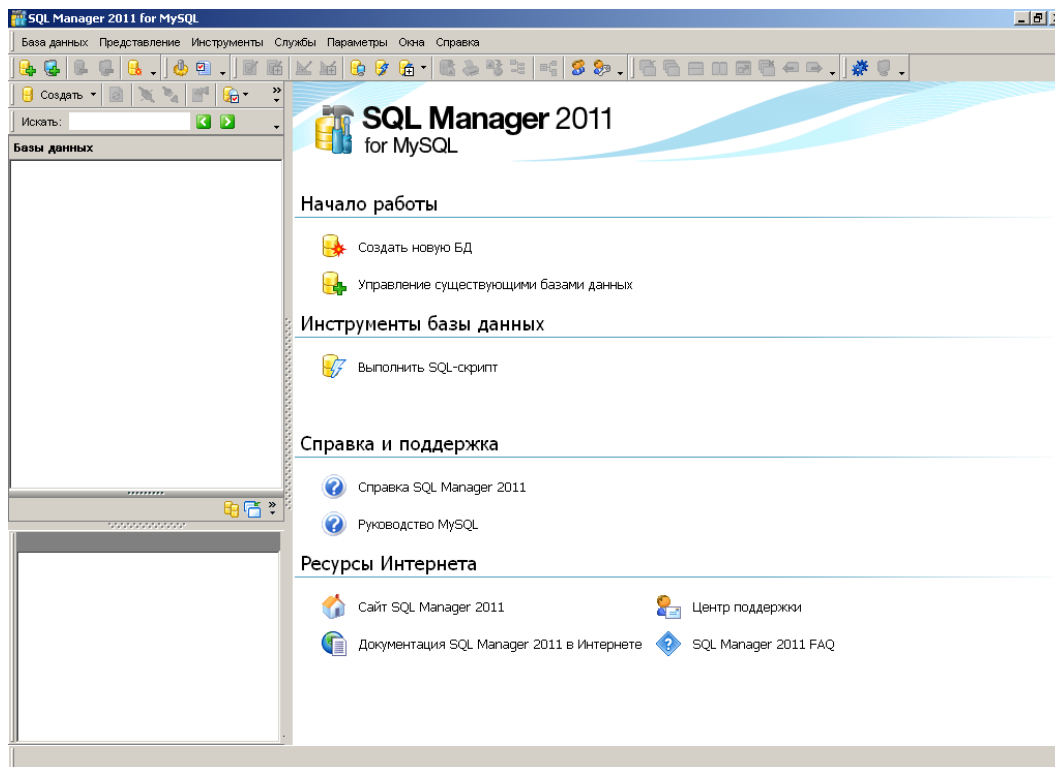 SQL Manager 2011 for MySQL
База данных Представление Инструменты Службы Параметры Окна Справка
Создать
Искать:
Базы данных
SQL Manager 2011
for MySQL
Начало работы
Создать новую БД
Управление существующими базами данных
Инструменты базы данных
Выполнить SQL-скрипт
Справка и поддержка
Справка SQL Manager 2011
Руководство MySQL
Ресурсы Интернета
Сайт SQL Manager 2011
Центр поддержки
Документация SQL Manager 2011 в Интернете
SQL Manager 2011 FAQ